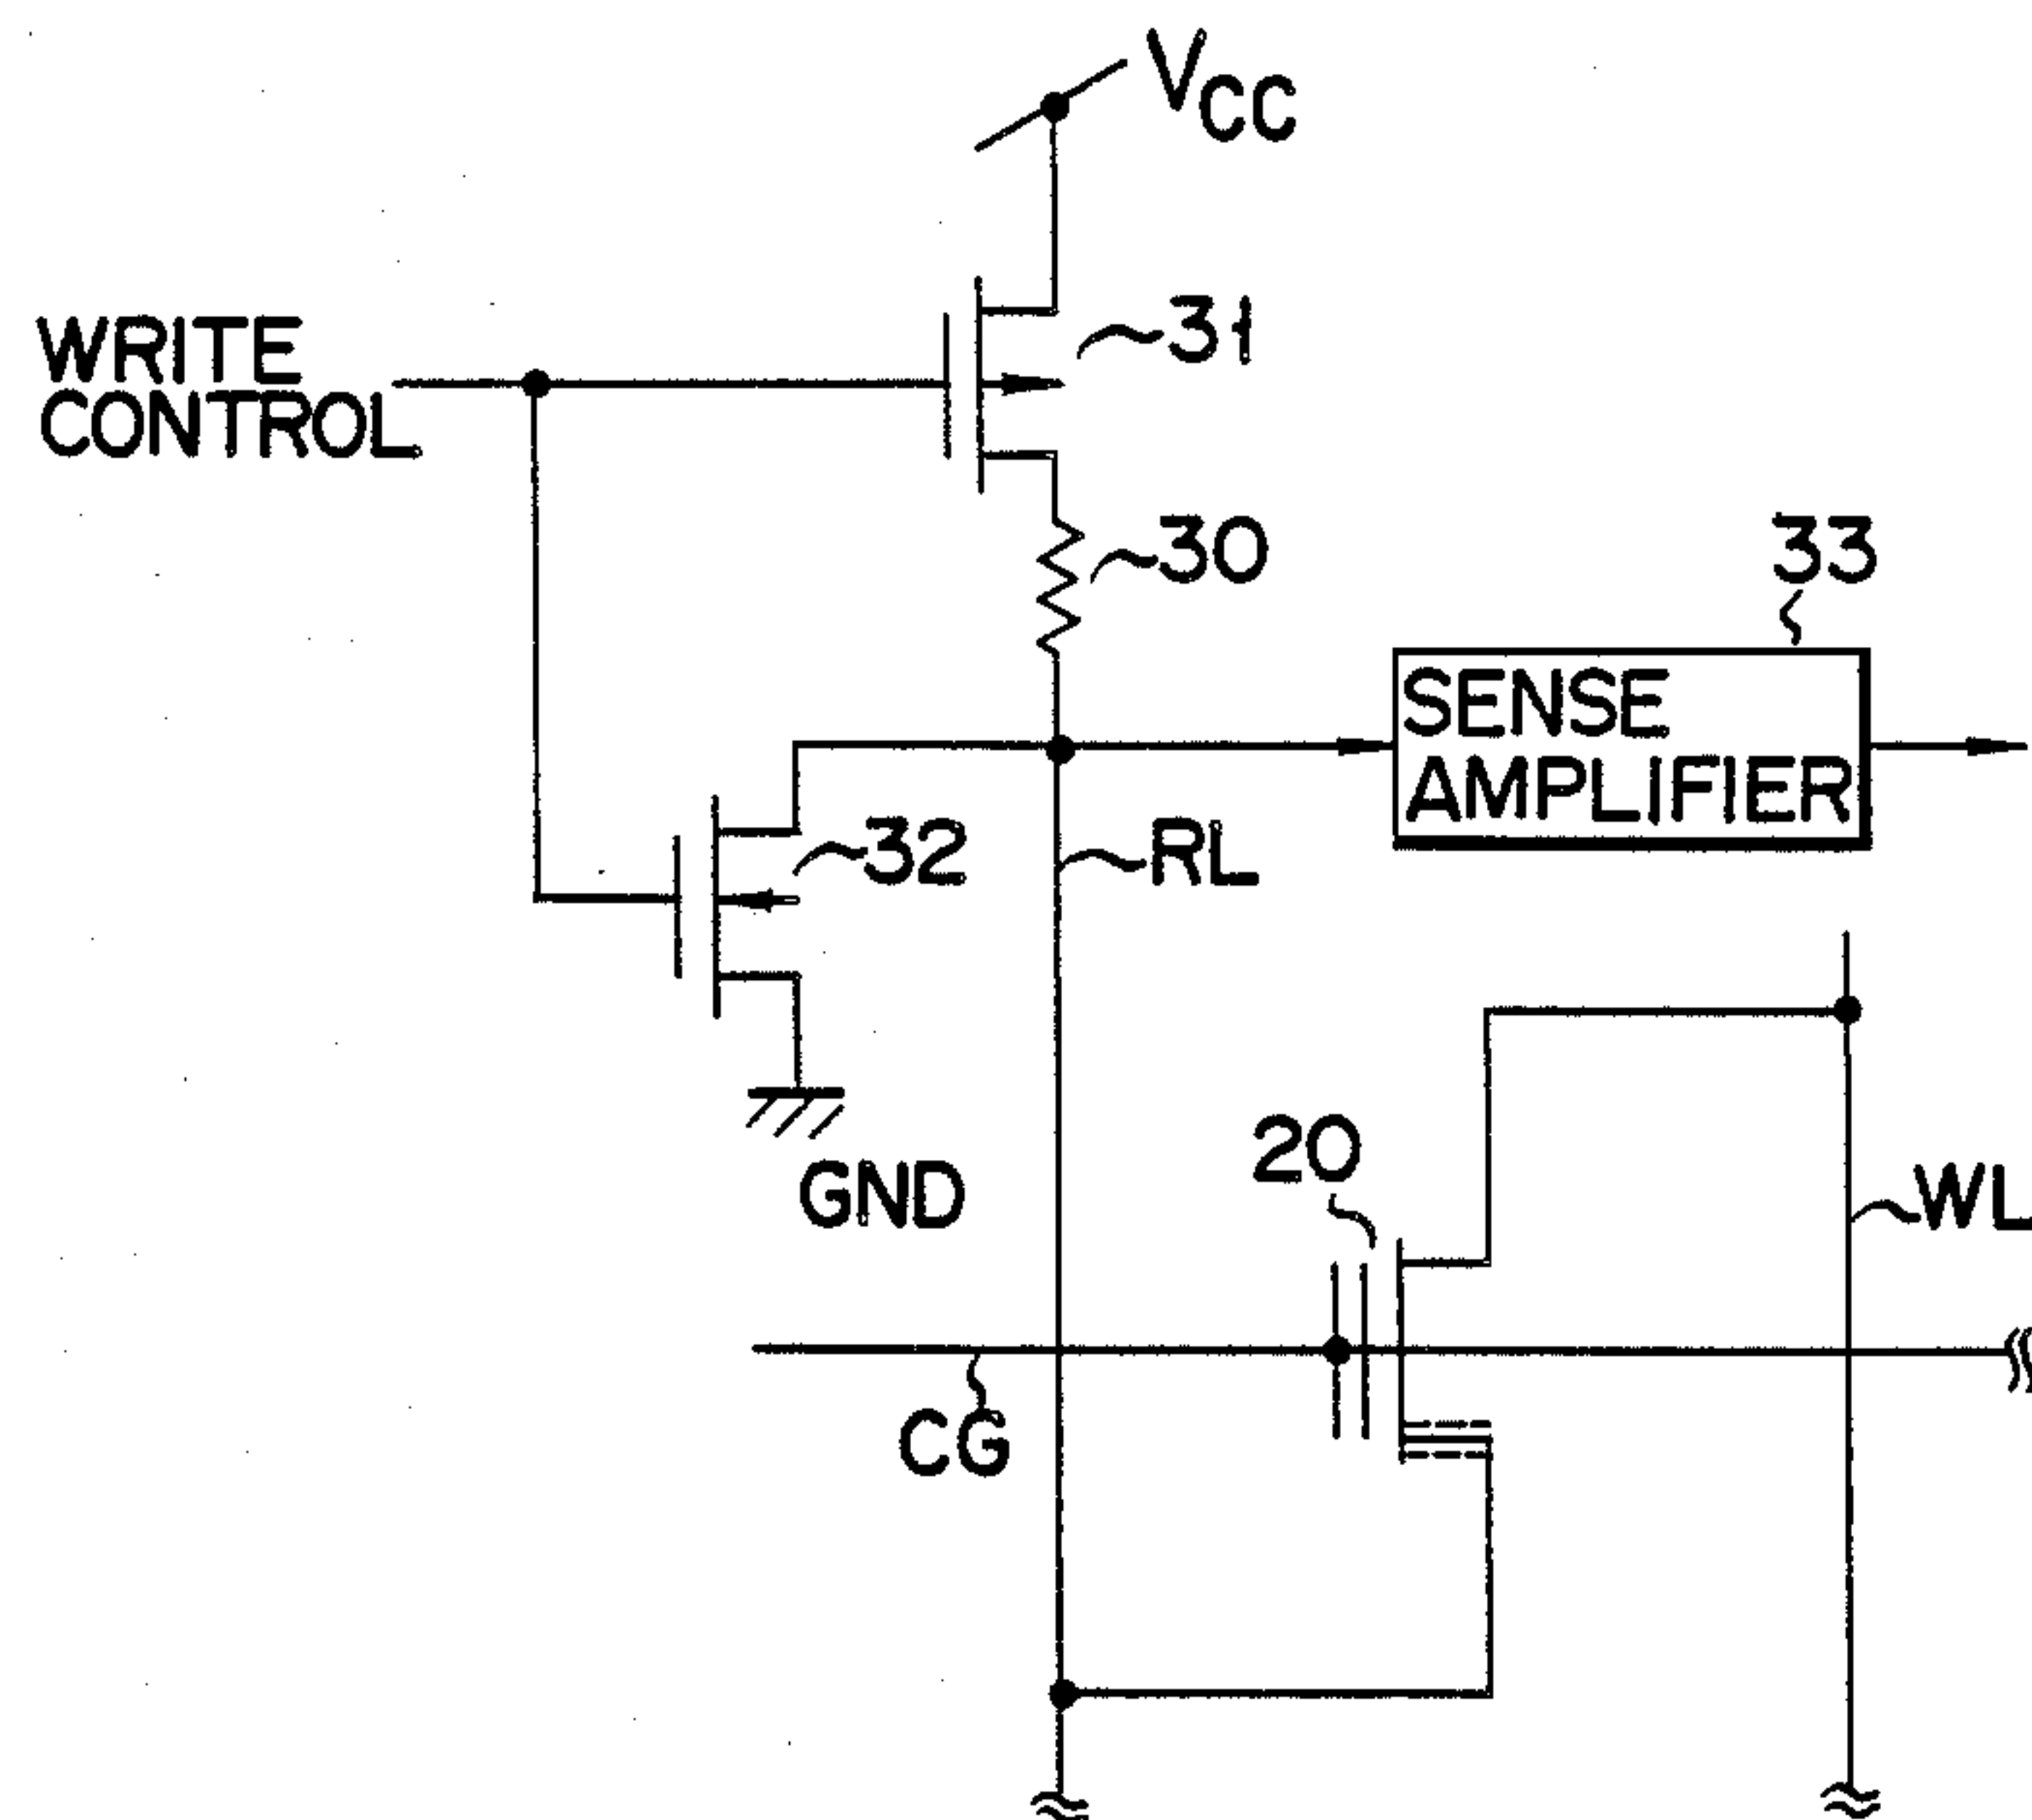 VCC
WRITE
CONTROL
31
30
33
SENSE
AMPLIFIER
32
RL
GND
20
WL
CG